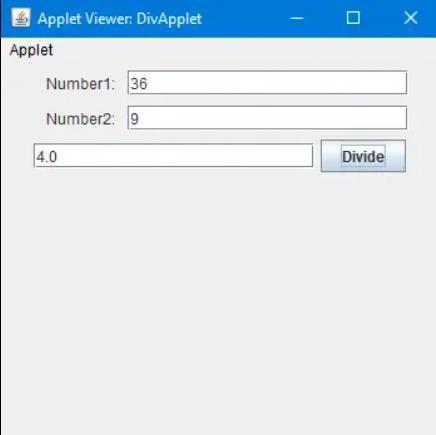 Applet Viewer: DivApplet
Applet
Number1: 36
Number2: 9
4.0 Divide